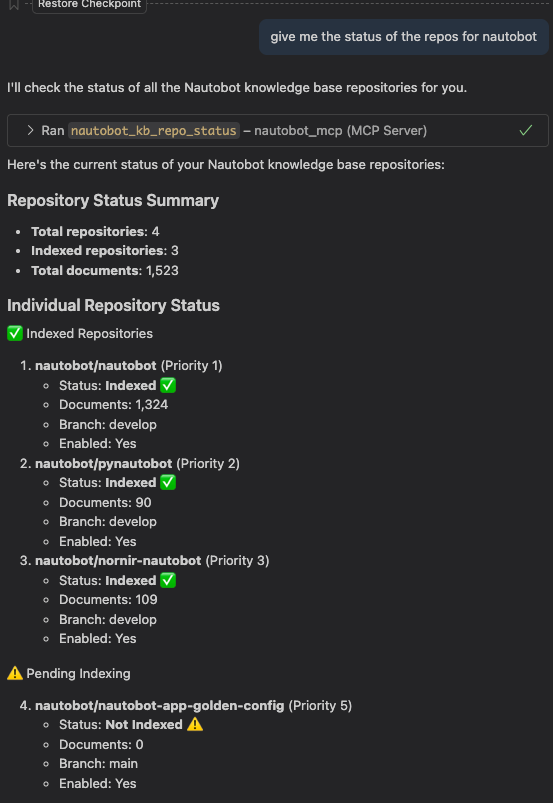 Restore Checkpoint
give me the status of the repos for nautobot
I'll check the status of all the Nautobot knowledge base repositories for you.
> Ran nautobot_kb_repo_status – nautobot_mcp (MCP Server) ✓
Here's the current status of your Nautobot knowledge base repositories:
Repository Status Summary
• Total repositories: 4
• Indexed repositories: 3
• Total documents: 1,523
Individual Repository Status
✅ Indexed Repositories
1. nautobot/nautobot (Priority 1)
◦ Status: Indexed ✅
◦ Documents: 1,324
◦ Branch: develop
◦ Enabled: Yes
2. nautobot/pynautobot (Priority 2)
◦ Status: Indexed ✅
◦ Documents: 90
◦ Branch: develop
◦ Enabled: Yes
3. nautobot/nornir-nautobot (Priority 3)
◦ Status: Indexed ✅
◦ Documents: 109
◦ Branch: develop
◦ Enabled: Yes
⚠️ Pending Indexing
4. nautobot/nautobot-app-golden-config (Priority 5)
◦ Status: Not Indexed ⚠️
◦ Documents: 0
◦ Branch: main
◦ Enabled: Yes